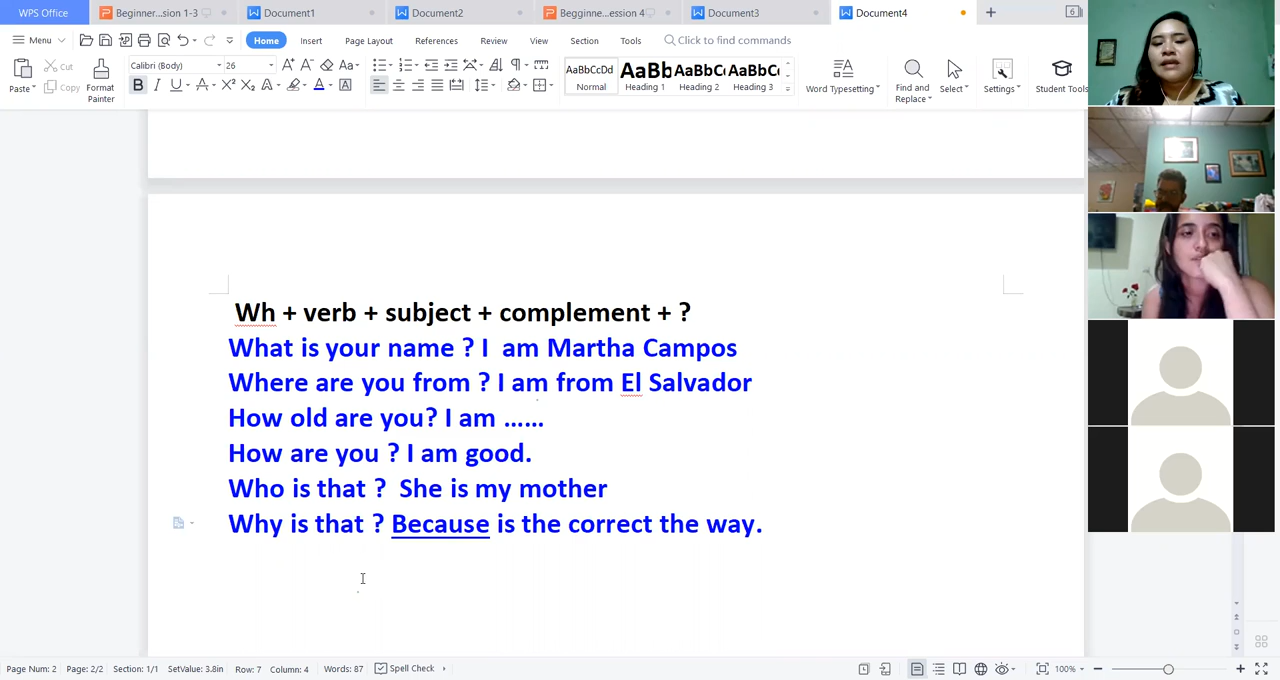 WPS Office Beginner...sion 1-3 Document1 Document2 Begginne...ession 4 Document3 Document4 + 6
Menu Home Insert Page Layout References Review View Section Tools Click to find commands
Paste Cut Copy Format Painter Calibri (Body) 26 AaBbCcDd Normal AaBb Heading 1 AaBbC Heading 2 AaBbC Heading 3 Word Typesetting Find and Replace Select Settings Student Tools
Wh + verb + subject + complement + ?
What is your name ? I am Martha Campos
Where are you from ? I am from El Salvador
How old are you? I am ......
How are you ? I am good.
Who is that ? She is my mother
Why is that ? Because is the correct the way.
Page Num: 2 Page: 2/2 Section: 1/1 SetValue: 3.8in Row: 7 Column: 4 Words: 87 Spell Check 100%